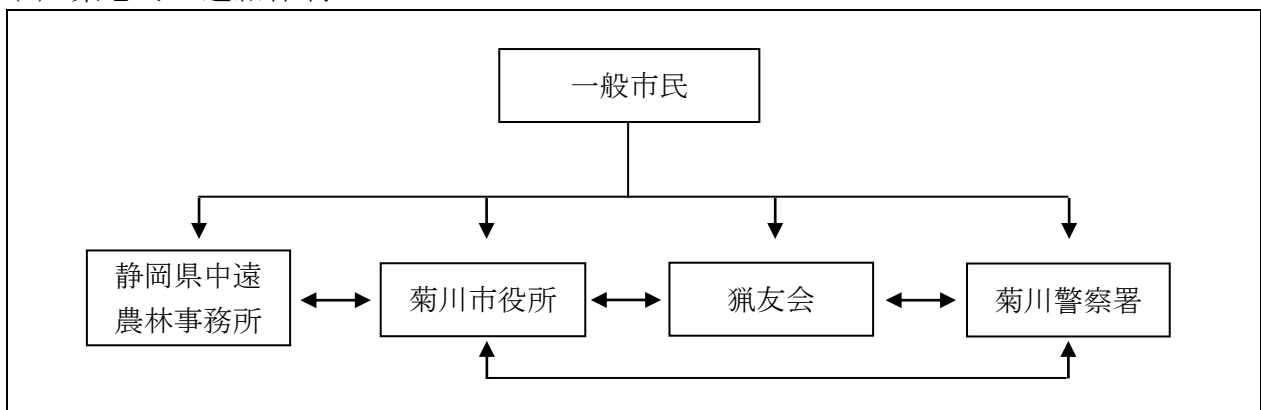 一般市民
静岡県中遠
農林事務所
菊川市役所
猟友会
菊川警察署